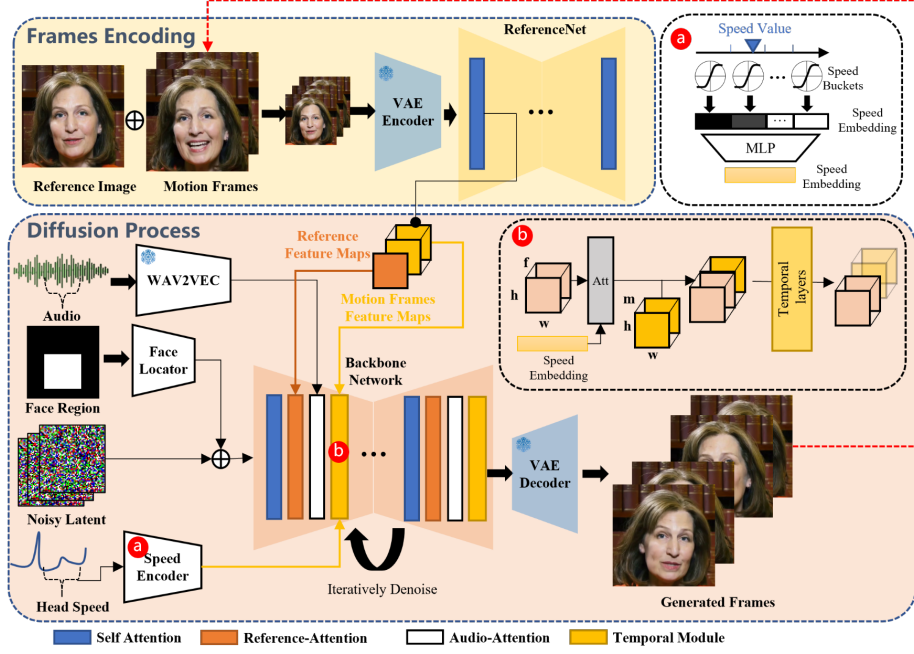 Frames Encoding
ReferenceNet
VAE
Encoder
Reference Image
Motion Frames
a
Speed Value
Speed
Buckets
Speed
Embedding
MLP
Speed
Embedding
Diffusion Process
Reference
Feature Maps
WAV2VEC
Audio
Motion Frames
Feature Maps
Face
Locator
Face Region
Backbone
Network
b
b
f
h
w
Att
m
h
w
Speed
Embedding
Temporal
layers
Noisy Latent
VAE
Decoder
a
Speed
Encoder
Head Speed
Iteratively Denoise
Generated Frames
Self Attention
Reference-Attention
Audio-Attention
Temporal Module